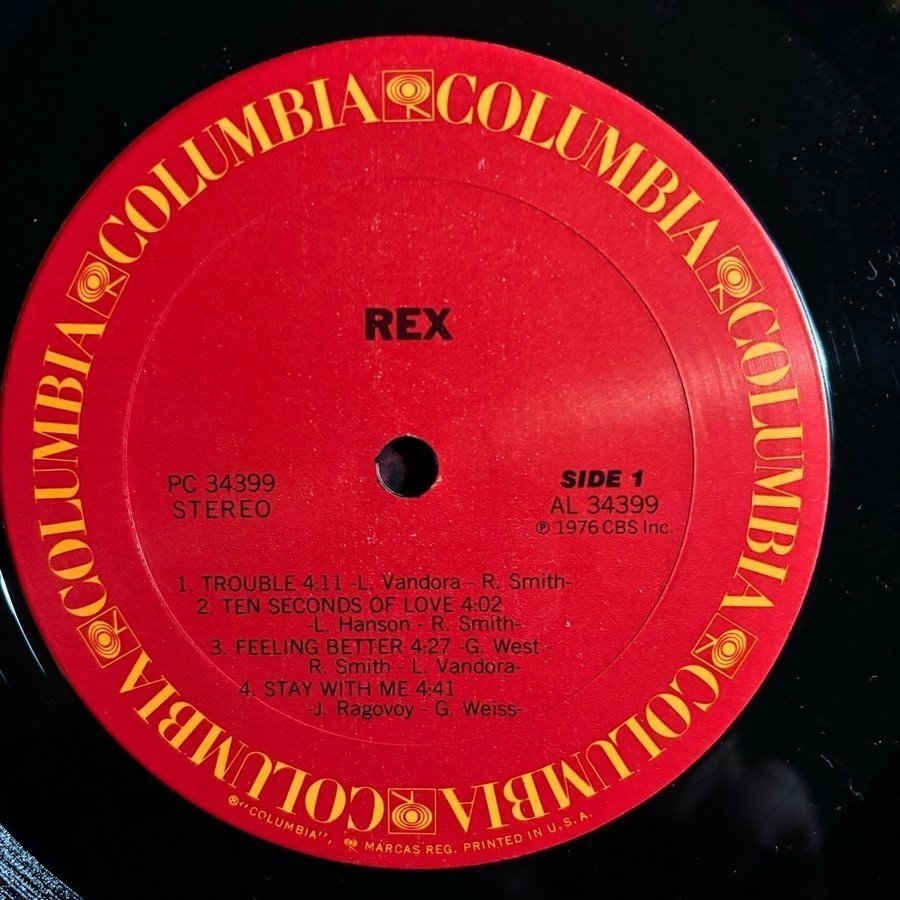 COLUMBIA COLUMBIA COLUMBIA COLUMBIA COLUMBIA COLUMBIA
REX
PC 34399
STEREO
SIDE 1
AL 34399
℗ 1976 CBS Inc.
1. TROUBLE 4:11 -L. Vandora - R. Smith-
2. TEN SECONDS OF LOVE 4:02
-L. Hanson - R. Smith-
3. FEELING BETTER 4:27 -G. West -
R. Smith - L. Vandora-
4. STAY WITH ME 4:41
-J. Ragovoy - G. Weiss-
®"COLUMBIA", MARCAS REG. PRINTED IN U.S.A.